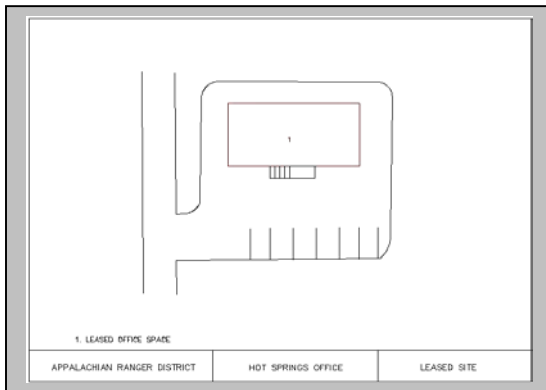 1
1. LEASED OFFICE SPACE
APPALACHIAN RANGER DISTRICT
HOT SPRINGS OFFICE
LEASED SITE